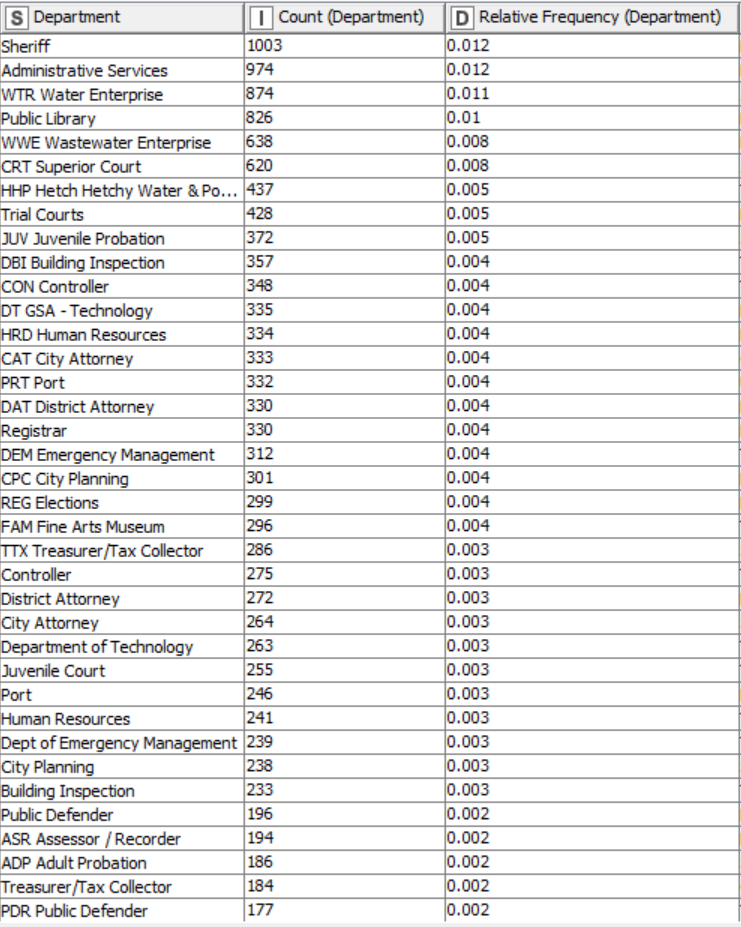 S Department I Count (Department) D Relative Frequency (Department)
Sheriff 1003 0.012
Administrative Services 974 0.012
WTR Water Enterprise 874 0.011
Public Library 826 0.01
WWE Wastewater Enterprise 638 0.008
CRT Superior Court 620 0.008
HHP Hetch Hetchy Water & Po... 437 0.005
Trial Courts 428 0.005
JUV Juvenile Probation 372 0.005
DBI Building Inspection 357 0.004
CON Controller 348 0.004
DT GSA - Technology 335 0.004
HRD Human Resources 334 0.004
CAT City Attorney 333 0.004
PRT Port 332 0.004
DAT District Attorney 330 0.004
Registrar 330 0.004
DEM Emergency Management 312 0.004
CPC City Planning 301 0.004
REG Elections 299 0.004
FAM Fine Arts Museum 296 0.004
TTX Treasurer/Tax Collector 286 0.003
Controller 275 0.003
District Attorney 272 0.003
City Attorney 264 0.003
Department of Technology 263 0.003
Juvenile Court 255 0.003
Port 246 0.003
Human Resources 241 0.003
Dept of Emergency Management 239 0.003
City Planning 238 0.003
Building Inspection 233 0.003
Public Defender 196 0.002
ASR Assessor / Recorder 194 0.002
ADP Adult Probation 186 0.002
Treasurer/Tax Collector 184 0.002
PDR Public Defender 177 0.002